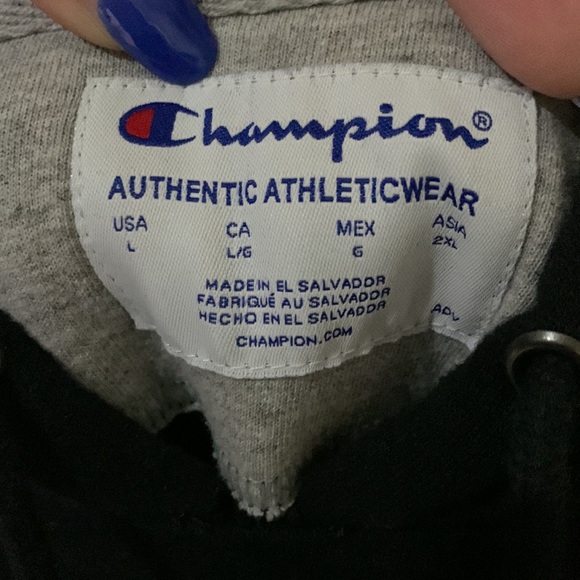 Champion®
AUTHENTIC ATHLETICWEAR
USA CA MEX ASIA
L L/G G 2XL
MADE IN EL SALVADOR
FABRIQUÉ AU SALVADOR
HECHO EN EL SALVADOR
ADV
CHAMPION.COM